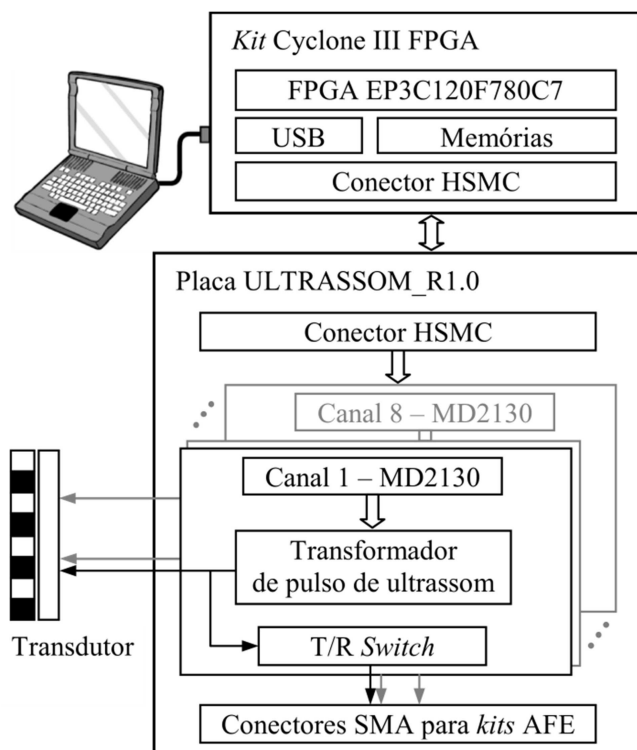 Kit Cyclone III FPGA
FPGA EP3C120F780C7
USB
Memórias
Conector HSMC
Placa ULTRASSOM_R1.0
Conector HSMC
Canal 8 – MD2130
Canal 1 – MD2130
Transformador
de pulso de ultrassom
Transdutor
T/R Switch
Conectores SMA para kits AFE